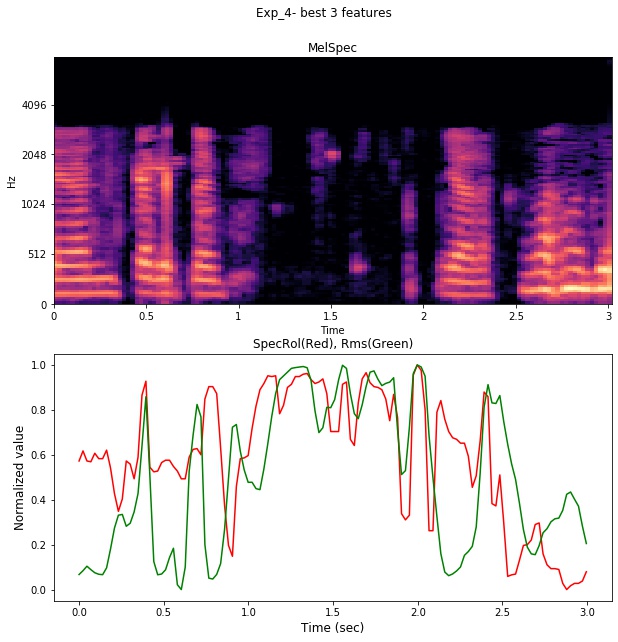 Exp_4- best 3 features
MelSpec
4096
2048
1024
512
0
Hz
0 0.5 1 1.5 2 2.5 3
Time
SpecRol(Red), Rms(Green)
1.0
0.8
0.6
0.4
0.2
0.0
Normalized value
0.0 0.5 1.0 1.5 2.0 2.5 3.0
Time (sec)